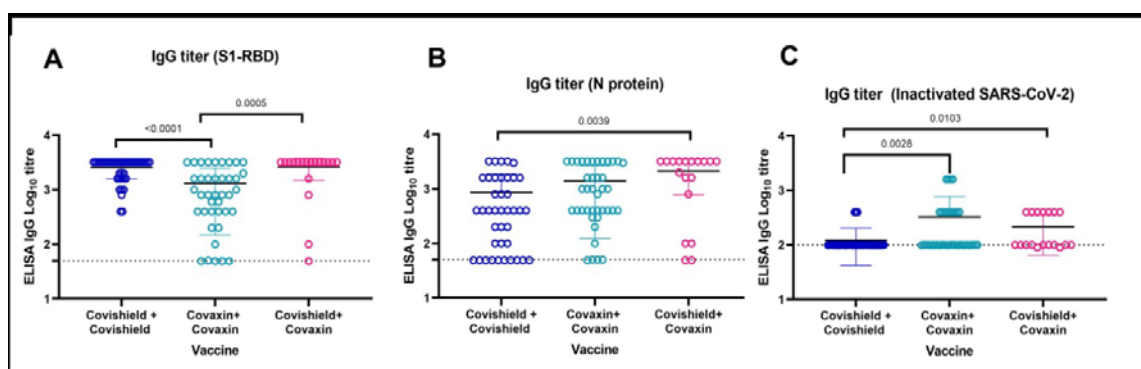 A
IgG titer (S1-RBD)
0.0005
<0.0001
ELISA IgG Log10 titre
4
3
2
1
Covishield +
Covishield
Covaxin+
Covaxin
Covishield+
Covaxin
Vaccine
B
IgG titer (N protein)
0.0039
ELISA IgG Log10 titre
4
3
2
1
Covishield +
Covishield
Covaxin+
Covaxin
Covishield+
Covaxin
Vaccine
C
IgG titer (Inactivated SARS-CoV-2)
0.0103
0.0028
ELISA IgG Log10 titre
4
3
2
1
Covishield +
Covishield
Covaxin+
Covaxin
Covishield+
Covaxin
Vaccine